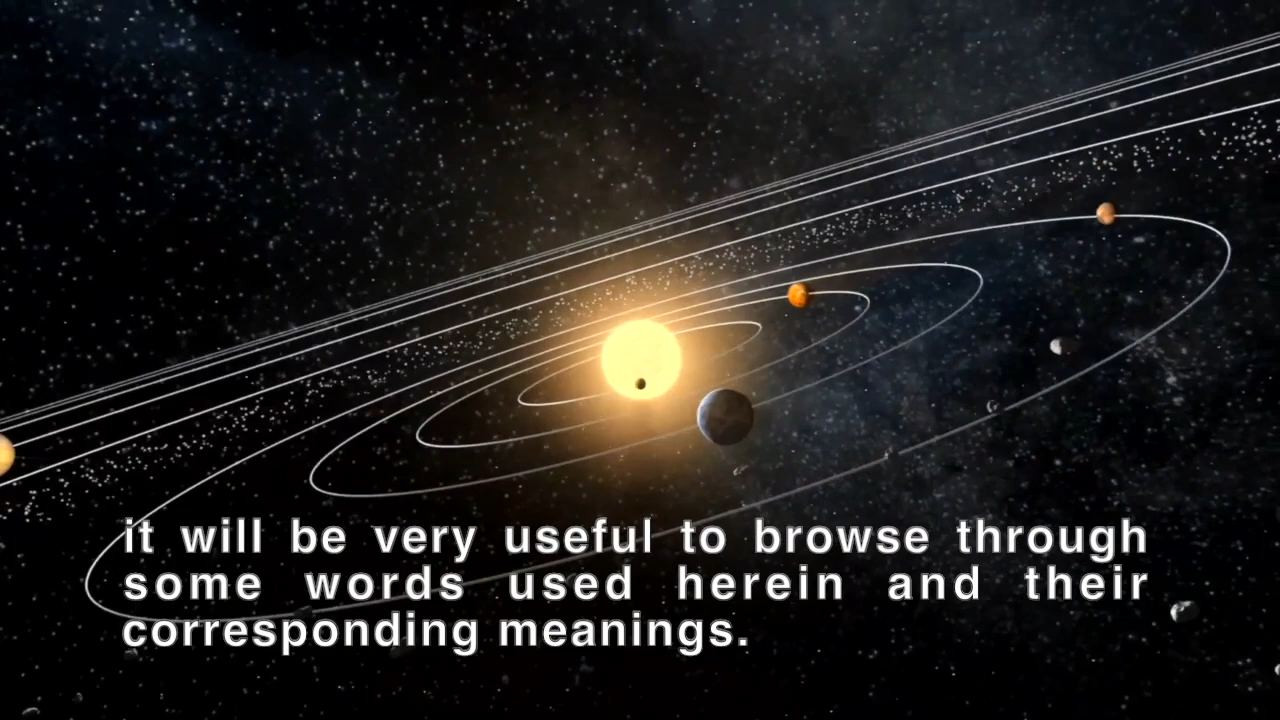 it will be very useful to browse through
some words used herein and their
corresponding meanings.